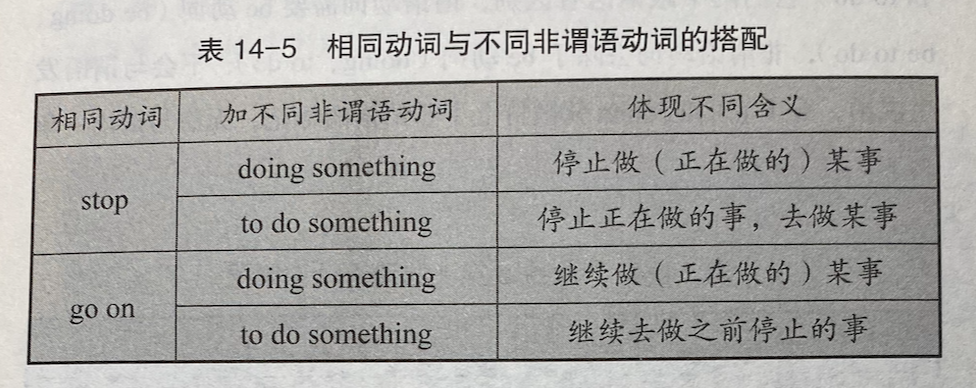 表 14-5 相同动词与不同非谓语动词的搭配
相同动词 加不同非谓语动词 体现不同含义
stop doing something 停止做（正在做的）某事
to do something 停止正在做的事，去做某事
go on doing something 继续做（正在做的）某事
to do something 继续去做之前停止的事